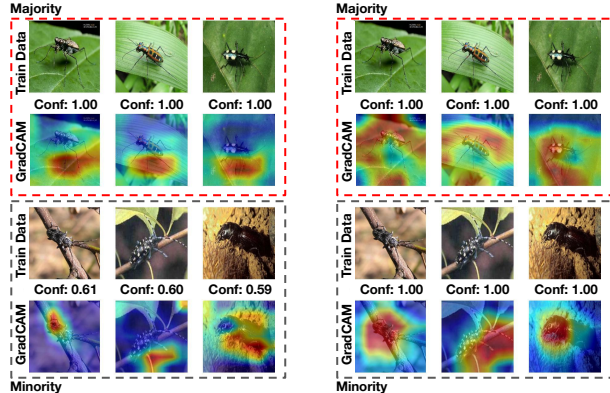 Majority
Train Data
Conf: 1.00 Conf: 1.00 Conf: 1.00
GradCAM
Train Data
Conf: 0.61 Conf: 0.60 Conf: 0.59
GradCAM
Minority
Majority
Train Data
Conf: 1.00 Conf: 1.00 Conf: 1.00
GradCAM
Train Data
Conf: 1.00 Conf: 1.00 Conf: 1.00
GradCAM
Minority